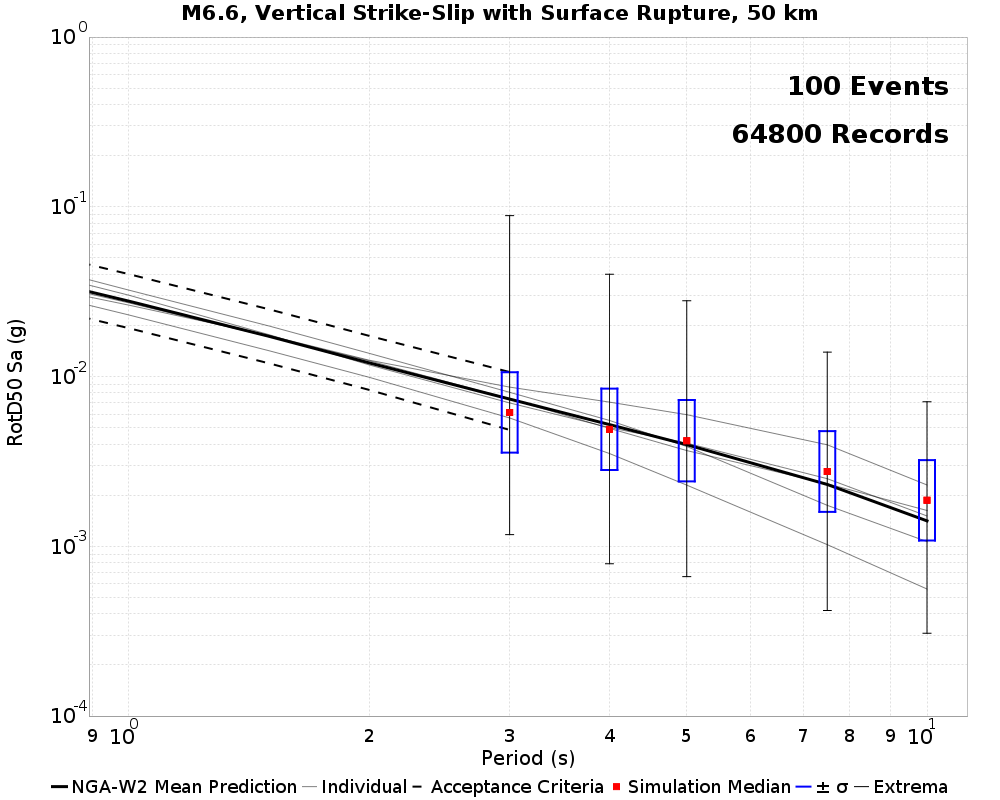 M6.6, Vertical Strike-Slip with Surface Rupture, 50 km
100 Events
64800 Records
RotD50 Sa (g)
10^0
10^-1
10^-2
10^-3
10^-4
9 10^0 2 3 4 5 6 7 8 9 10^1
Period (s)
NGA-W2 Mean Prediction Individual Acceptance Criteria Simulation Median ± σ Extrema